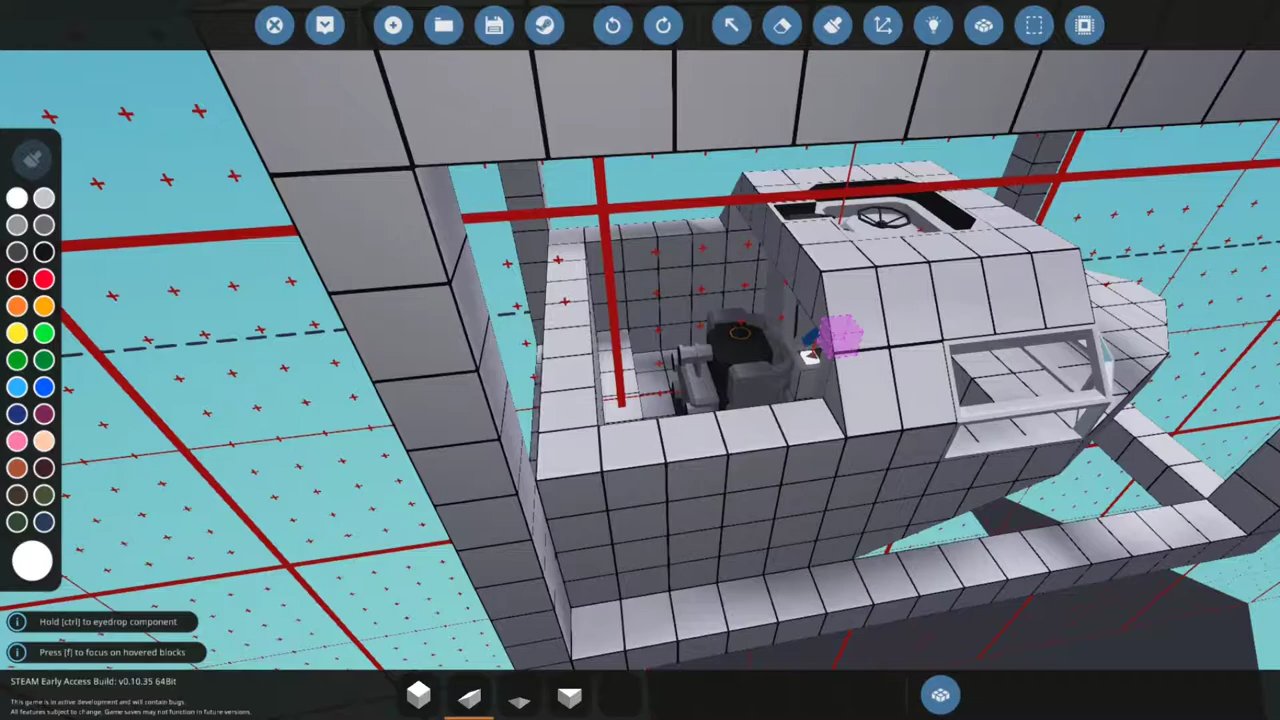 Hold [ctrl] to eyedrop component
Press [f] to focus on hovered blocks
STEAM Early Access Build: v0.10.35 64Bit
This game is in active development and will contain bugs.
All features subject to change. Game saves may not function in future versions.